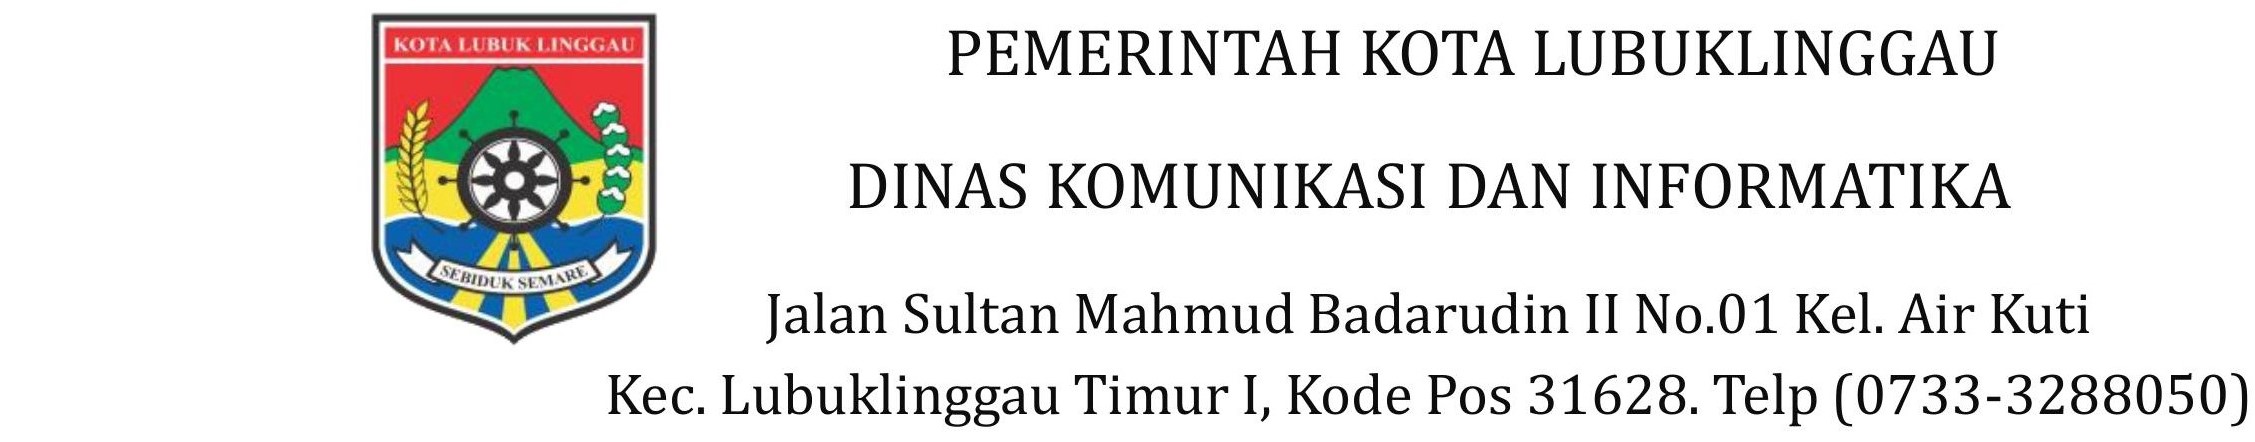 KOTA LUBUK LINGGAU
SEBIDUK SEMARE
PEMERINTAH KOTA LUBUKLINGGAU
DINAS KOMUNIKASI DAN INFORMATIKA
Jalan Sultan Mahmud Badarudin II No.01 Kel. Air Kuti
Kec. Lubuklinggau Timur I, Kode Pos 31628. Telp (0733-3288050)